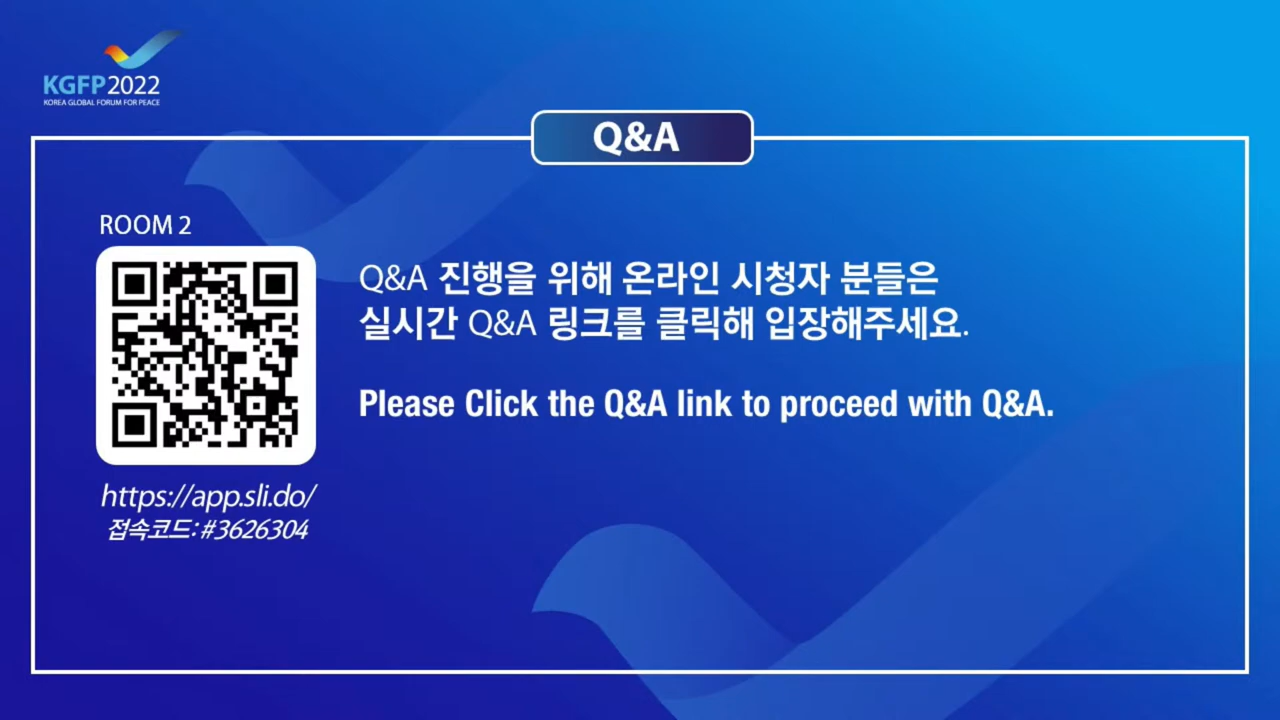 KGFP2022
KOREA GLOBAL FORUM FOR PEACE
Q&A
ROOM 2
Q&A 진행을 위해 온라인 시청자 분들은
실시간 Q&A 링크를 클릭해 입장해주세요.
Please Click the Q&A link to proceed with Q&A.
https://app.sli.do/
접속코드: #3626304